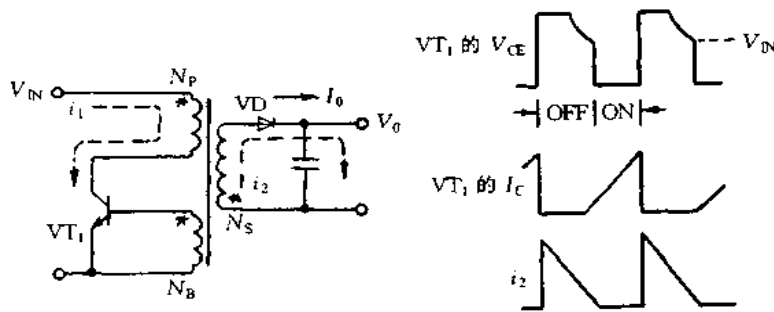 V_IN
N_P
i_1
VD
I_0
V_0
i_2
VT_1
N_S
N_B
VT_1 的 V_CE
V_IN
OFF
ON
VT_1 的 I_C
i_2